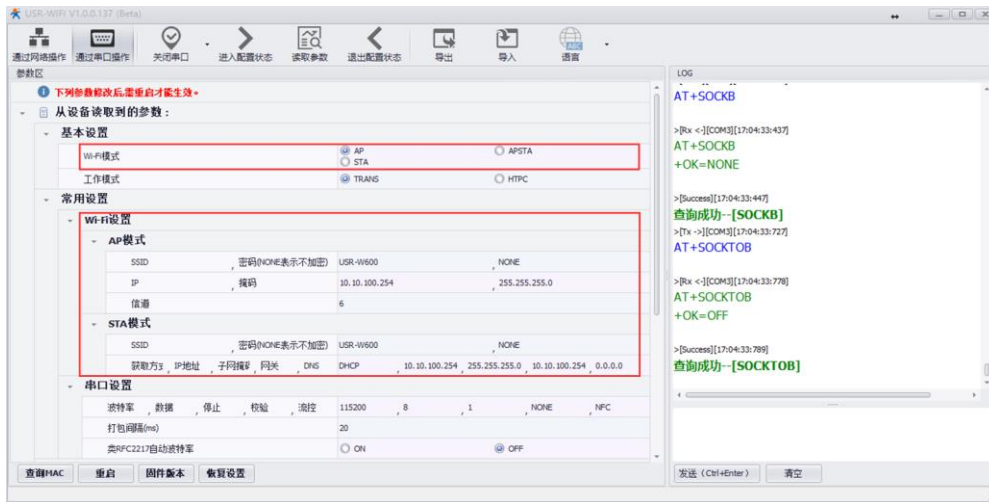 USR-WIFI V1.0.0.137 (Beta)
通过网络操作 通过串口操作 关闭串口 进入配置状态 读取参数 退出配置状态 导出 导入 语言
参数区
下列参数修改后,需重启才能生效。
从设备读取到的参数：
基本设置
Wi-Fi模式 AP APSTA
STA
工作模式 TRANS HTPC
常用设置
Wi-Fi设置
AP模式
SSID , 密码(NONE表示不加密) USR-W600 , NONE
IP , 掩码 10.10.100.254 , 255.255.255.0
信道 6
STA模式
SSID , 密码(NONE表示不加密) USR-W600 , NONE
获取方式 , IP地址 , 子网掩码 , 网关 , DNS DHCP , 10.10.100.254 , 255.255.255.0 , 10.10.100.254 , 0.0.0.0
串口设置
波特率 , 数据 , 停止 , 校验 , 流控 115200 , 8 , 1 , NONE , NFC
打包间隔(ms) 20
类RFC2217自动波特率 ON OFF
查询MAC 重启 固件版本 恢复设置
LOG
AT+SOCKB
>[Rx <-][COM3][17:04:33:437]
AT+SOCKB
+OK=NONE
>[Success][17:04:33:447]
查询成功--[SOCKB]
>[Tx ->][COM3][17:04:33:727]
AT+SOCKTOB
>[Rx <-][COM3][17:04:33:778]
AT+SOCKTOB
+OK=OFF
>[Success][17:04:33:789]
查询成功--[SOCKTOB]
发送（Ctrl+Enter） 清空